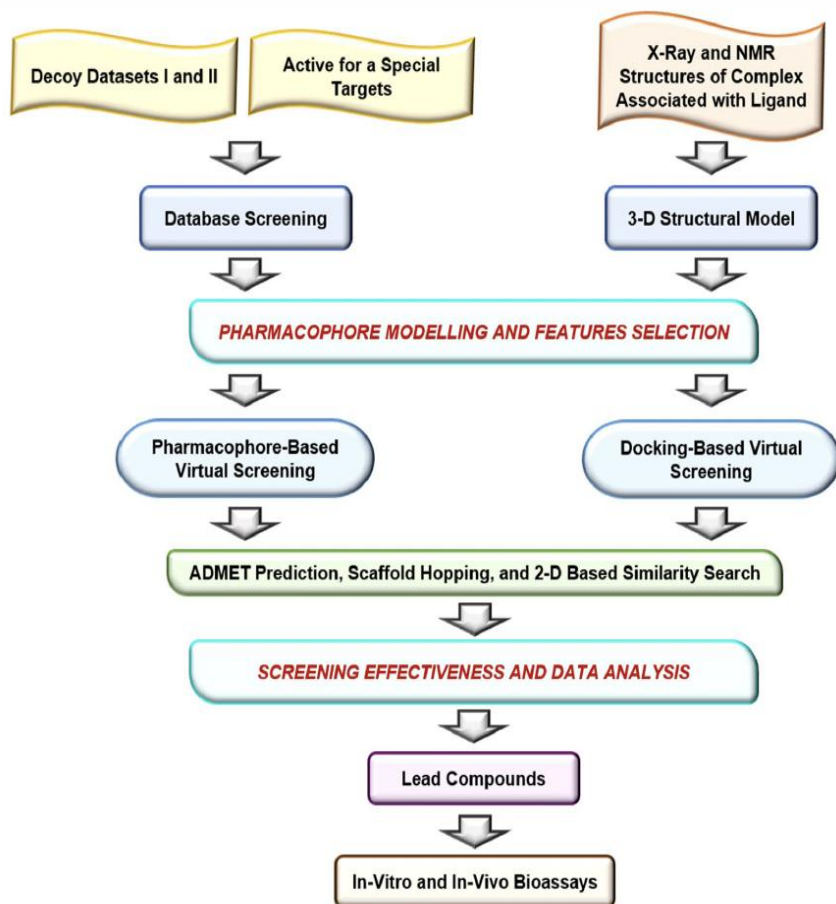 Decoy Datasets I and II
Active for a Special
Targets
X-Ray and NMR
Structures of Complex
Associated with Ligand
Database Screening
3-D Structural Model
PHARMACOPHORE MODELLING AND FEATURES SELECTION
Pharmacophore-Based
Virtual Screening
Docking-Based Virtual
Screening
ADMET Prediction, Scaffold Hopping, and 2-D Based Similarity Search
SCREENING EFFECTIVENESS AND DATA ANALYSIS
Lead Compounds
In-Vitro and In-Vivo Bioassays